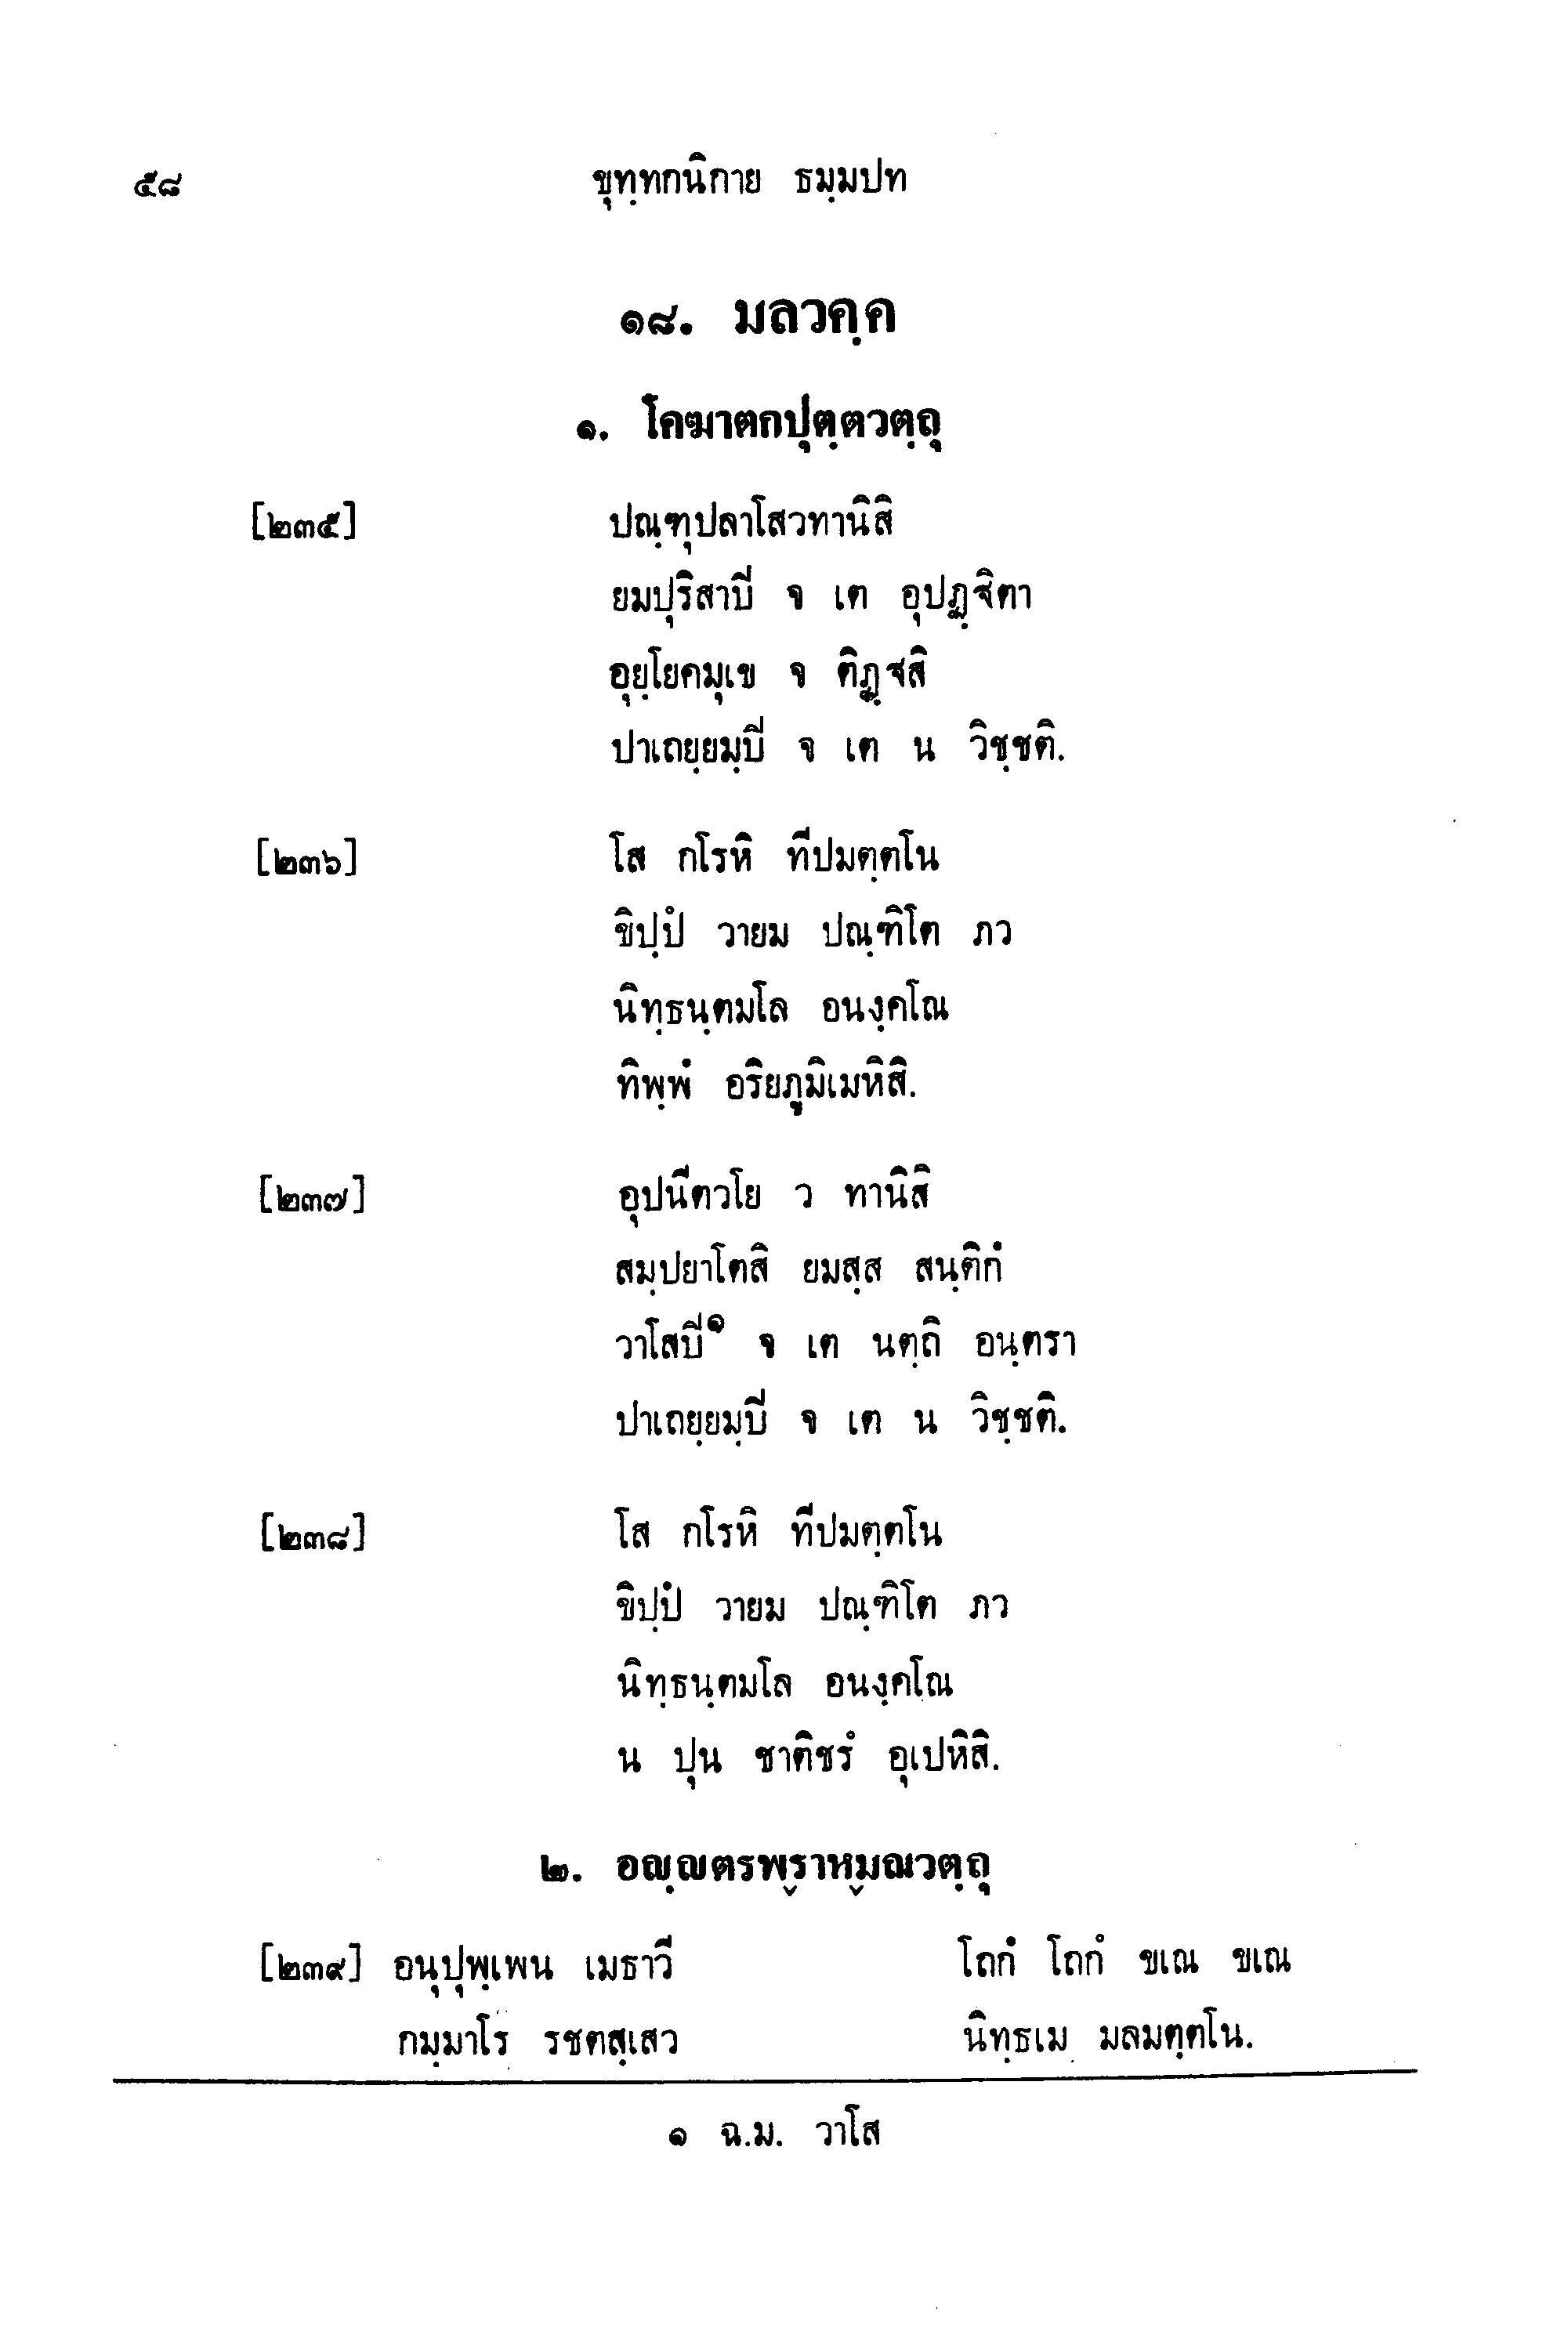 ๕๘ ขุทฺทกนิกาย ธมฺมปท
๑๘. มลวคฺค
๑. โคฆาตกปุตฺตวตฺถุ
[๒๓๕] ปณฺฑุปลาโสวทานิสิ
ยมปุริสาปิ จ เต อุปฏฺฐิตา
อุยฺโยคมุเข จ ติฏฺฐสิ
ปาเถยฺยมฺปิ จ เต น วิชฺชติ.
[๒๓๖] โส กโรหิ ทีปมตฺตโน
ขิปฺปํ วายม ปณฺฑิโต ภว
นิทฺธนฺตมโล อนงฺคโณ
ทิพฺพํ อริยภูมิเมหิสิ.
[๒๓๗] อุปนีตวโย ว ทานิสิ
สมฺปยาโตสิ ยมสฺส สนฺติกํ
วาโสปิ๑ จ เต นตฺถิ อนฺตรา
ปาเถยฺยมฺปิ จ เต น วิชฺชติ.
[๒๓๘] โส กโรหิ ทีปมตฺตโน
ขิปฺปํ วายม ปณฺฑิโต ภว
นิทฺธนฺตมโล อนงฺคโณ
น ปุน ชาติชรํ อุเปหิสิ.
๒. อญฺญตรพฺราหฺมณวตฺถุ
[๒๓๙] อนุปุพฺเพน เมธาวี โถกํ โถกํ ขเณ ขเณ
กมฺมาโร รชตสฺเสว นิทฺธเม มลมตฺตโน.
๑ ฉ.ม. วาโส